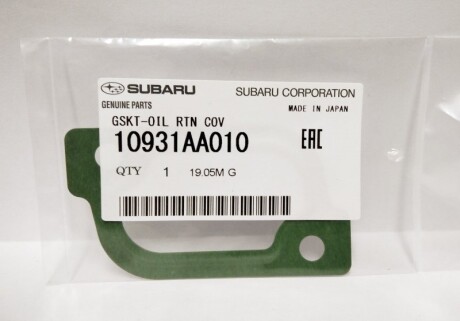 SUBARU
SUBARU CORPORATION
GENUINE PARTS
MADE IN JAPAN
GSKT-OIL RTN COV
10931AA010
EAC
QTY 1 19.05M G